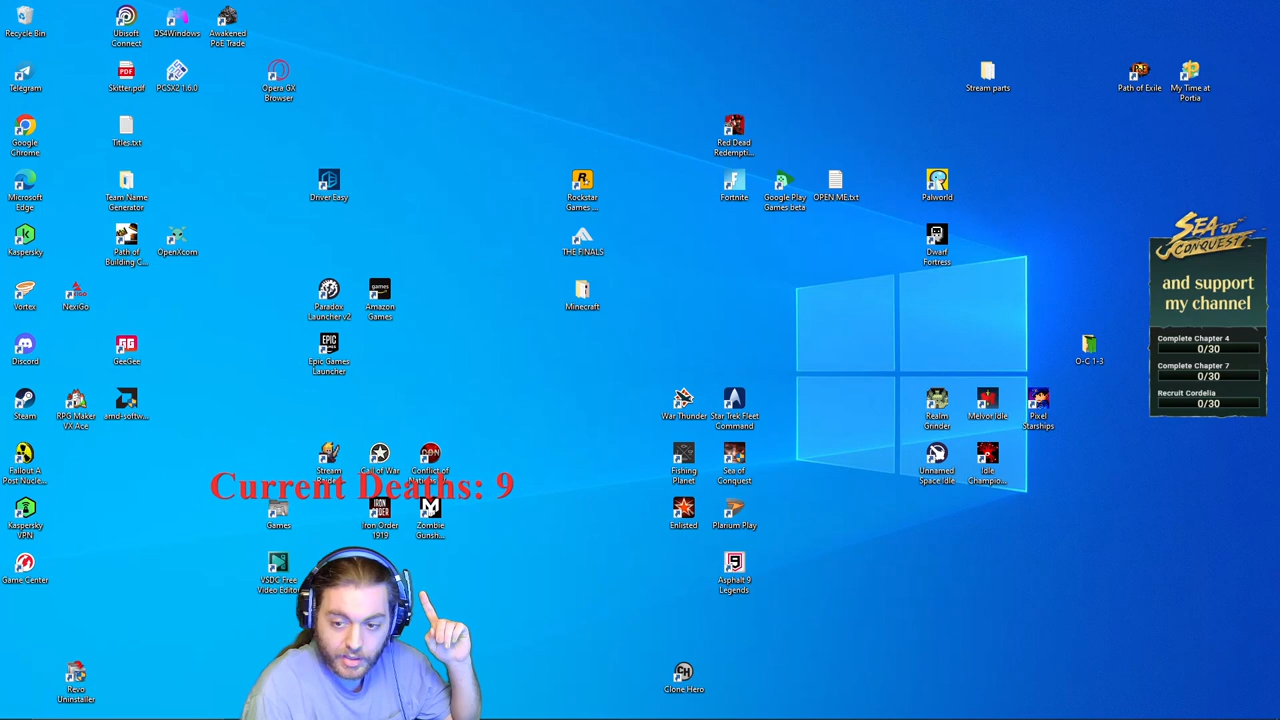 Recycle Bin
Ubisoft
Connect
DS4Windows
Awakened
PoE Trade
Telegram
PDF
Skitter.pdf
PCSX2 1.6.0
Opera GX
Browser
Stream parts
Path of Exile
My Time at
Portia
Google
Chrome
Titles.txt
Red Dead
Redempti...
Microsoft
Edge
Team Name
Generator
Driver Easy
Rockstar
Games ...
Fortnite
Google Play
Games beta
OPEN ME.txt
Palworld
Kaspersky
Path of
Building C...
OpenXcom
THE FINALS
Dwarf
Fortress
SEA OF
CONQUEST
and support
my channel
Vortex
NexiGo
Paradox
Launcher v2
Amazon
Games
Minecraft
Complete Chapter 4
0/30
Complete Chapter 7
0/30
Recruit Cordelia
0/30
Discord
GeeGee
Epic Games
Launcher
O-C 1-3
Steam
RPG Maker
VX Ace
amd-softw...
War Thunder
Star Trek Fleet
Command
Realm
Grinder
Melvor Idle
Pixel
Starships
Fallout A
Post Nucle...
Stream
Call of War
Conflict of
Fishing
Planet
Sea of
Conquest
Unnamed
Space Idle
Idle
Champio...
Current Deaths: 9
Kaspersky
VPN
Games
Iron Order
1919
Zombie
Gunsh...
Enlisted
Planium Play
Game Center
VSDC Free
Video Edito
Asphalt 9
Legends
Revo
Uninstaller
Clone Hero